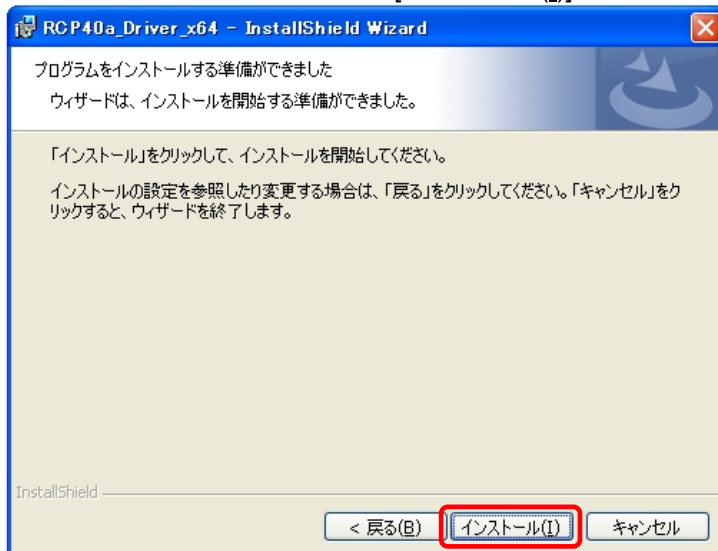 RCP40a_Driver_x64 - InstallShield Wizard
プログラムをインストールする準備ができました
ウィザードは、インストールを開始する準備ができました。
「インストール」をクリックして、インストールを開始してください。
インストールの設定を参照したり変更する場合は、「戻る」をクリックしてください。「キャンセル」をク
リックすると、ウィザードを終了します。
InstallShield
< 戻る(B) インストール(I) キャンセル